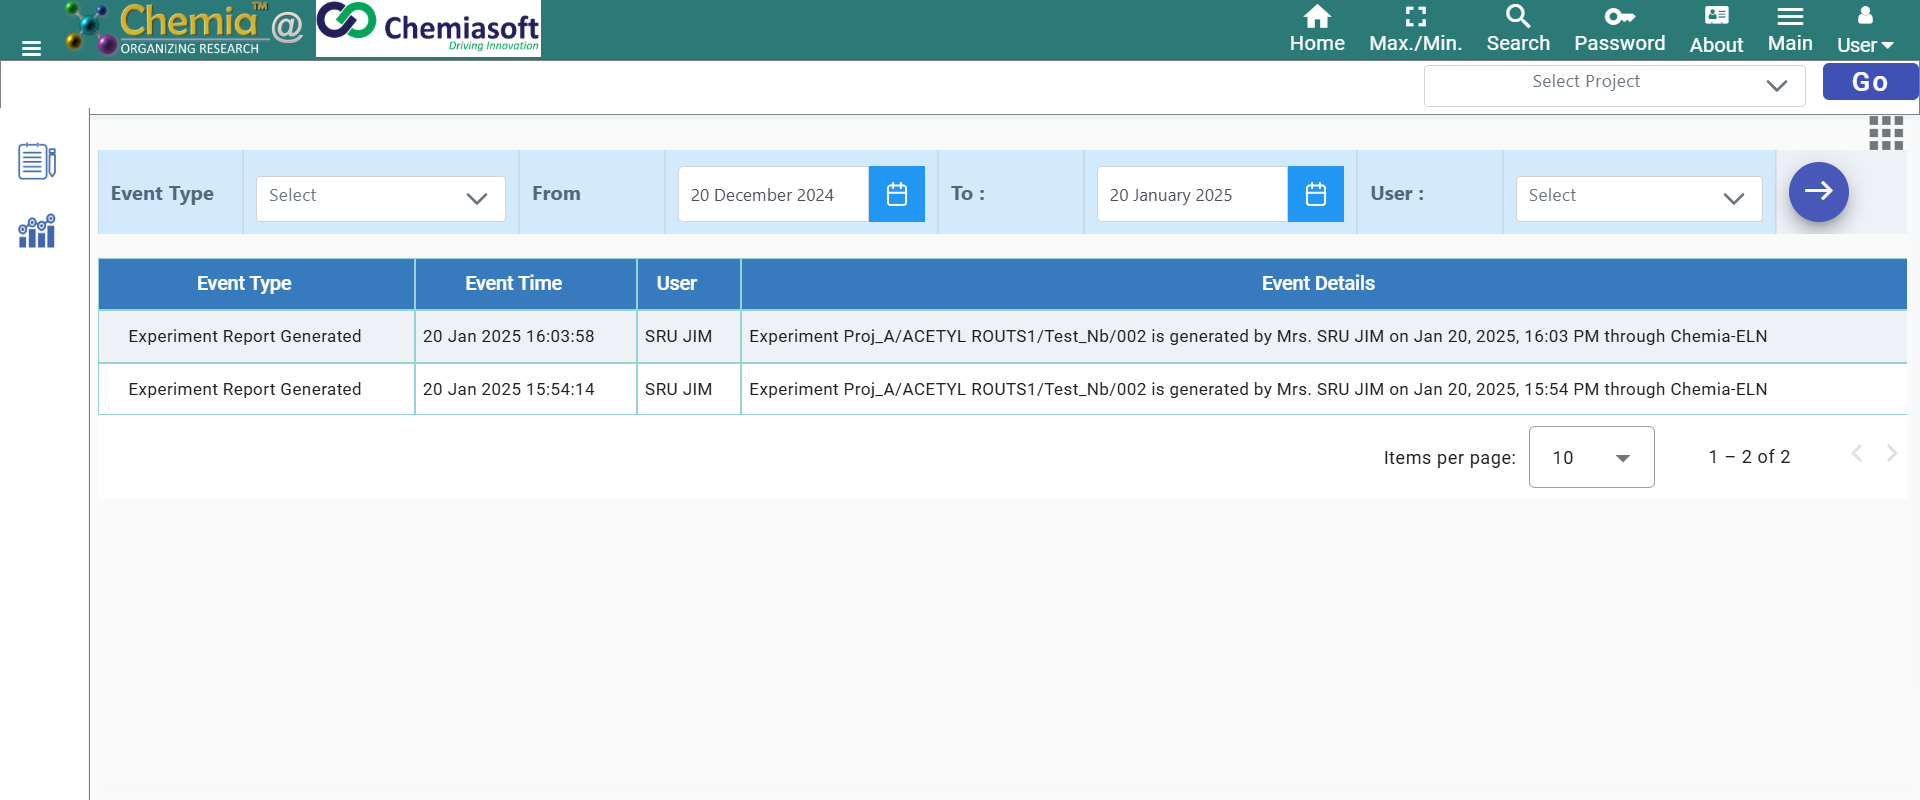 Chemia™ @
ORGANIZING RESEARCH
Chemiasoft
Driving Innovation
Home
Max./Min.
Search
Password
About
Main
User
Select Project
Go
Event Type
Select
From
20 December 2024
To :
20 January 2025
User :
Select
Event Type Event Time User Event Details
Experiment Report Generated 20 Jan 2025 16:03:58 SRU JIM Experiment Proj_A/ACETYL ROUTS1/Test_Nb/002 is generated by Mrs. SRU JIM on Jan 20, 2025, 16:03 PM through Chemia-ELN
Experiment Report Generated 20 Jan 2025 15:54:14 SRU JIM Experiment Proj_A/ACETYL ROUTS1/Test_Nb/002 is generated by Mrs. SRU JIM on Jan 20, 2025, 15:54 PM through Chemia-ELN
Items per page: 10 1 – 2 of 2